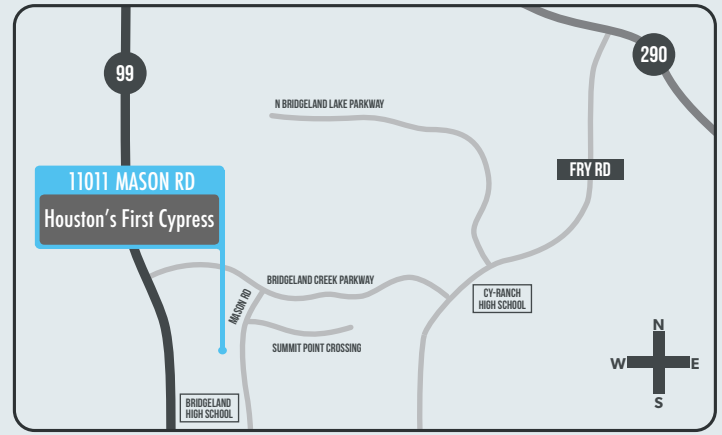 290
99
N BRIDGELAND LAKE PARKWAY
FRY RD
11011 MASON RD
Houston's First Cypress
BRIDGELAND CREEK PARKWAY
MASON RD
CY-RANCH
HIGH SCHOOL
SUMMIT POINT CROSSING
BRIDGELAND
HIGH SCHOOL
N
W
E
S